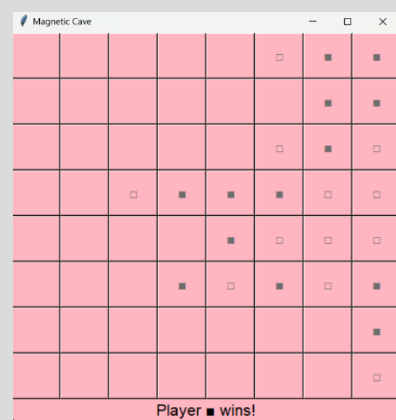 Magnetic Cave
□ ■ ■
■ ■
□ ■ □
□ ■ ■ ■ □ □
■ □ □ □
■ □ ■ □ ■
■
□
Player ■ wins!